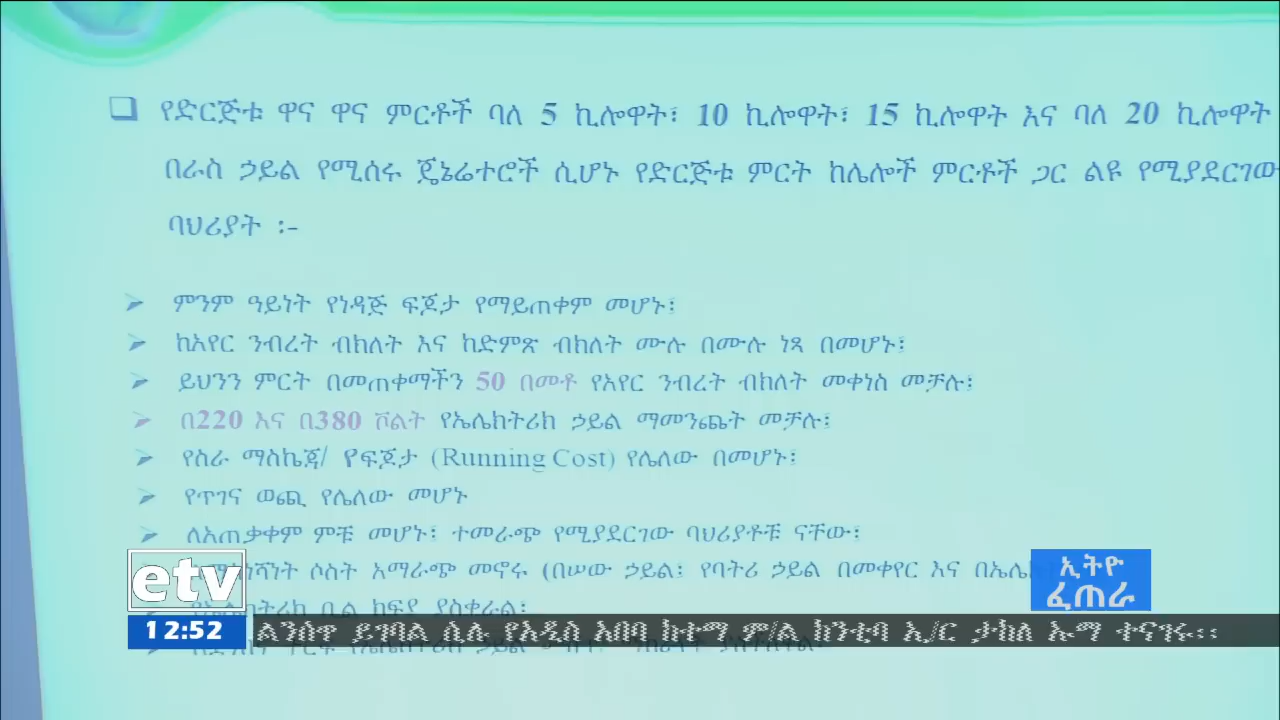 ❑ የድርጅቱ ዋና ዋና ምርቶች ባለ 5 ኪሎዋት፣ 10 ኪሎዋት፣ 15 ኪሎዋት እና ባለ 20 ኪሎዋት
በራስ ኃይል የሚሰሩ ጄኔሬተሮች ሲሆኑ የድርጅቱ ምርት ከሌሎች ምርቶች ጋር ልዩ የሚያደርገው
ባህሪያት ፡-
➢ ምንም ዓይነት የነዳጅ ፍጆታ የማይጠቀም መሆኑ፤
➢ ከአየር ንብረት ብክለት እና ከድምጽ ብክለት ሙሉ በሙሉ ነጻ በመሆኑ፤
➢ ይህንን ምርት በመጠቀማችን 50 በመቶ የአየር ንብረት ብክለት መቀነስ መቻሉ፤
➢ በ220 እና በ380 ቮልት የኤሌክትሪክ ኃይል ማመንጨት መቻሉ፤
➢ የስራ ማስኬጃ/ የፍጆታ (Running Cost) የሌለው በመሆኑ፤
➢ የጥገና ወጪ የሌለው መሆኑ
➢ ለአጠቃቀም ምቹ መሆኑ፤ ተመራጭ የሚያደርገው ባህሪያቶቹ ናቸው፤
ሶስት አማራጭ መኖሩ (በሠው ኃይል፤ የባትሪ ኃይል በመቀየር እና
etv
ኢትዮ
ፈጠራ
ቢል ከፍያ ያስቀራል፤
12:52
ልንሰጥ ይገባል ሲሉ የአዲስ አበባ ከተማ ም/ል ከንቲባ ኢ/ር ታከለ ኡማ ተናገሩ፡፡